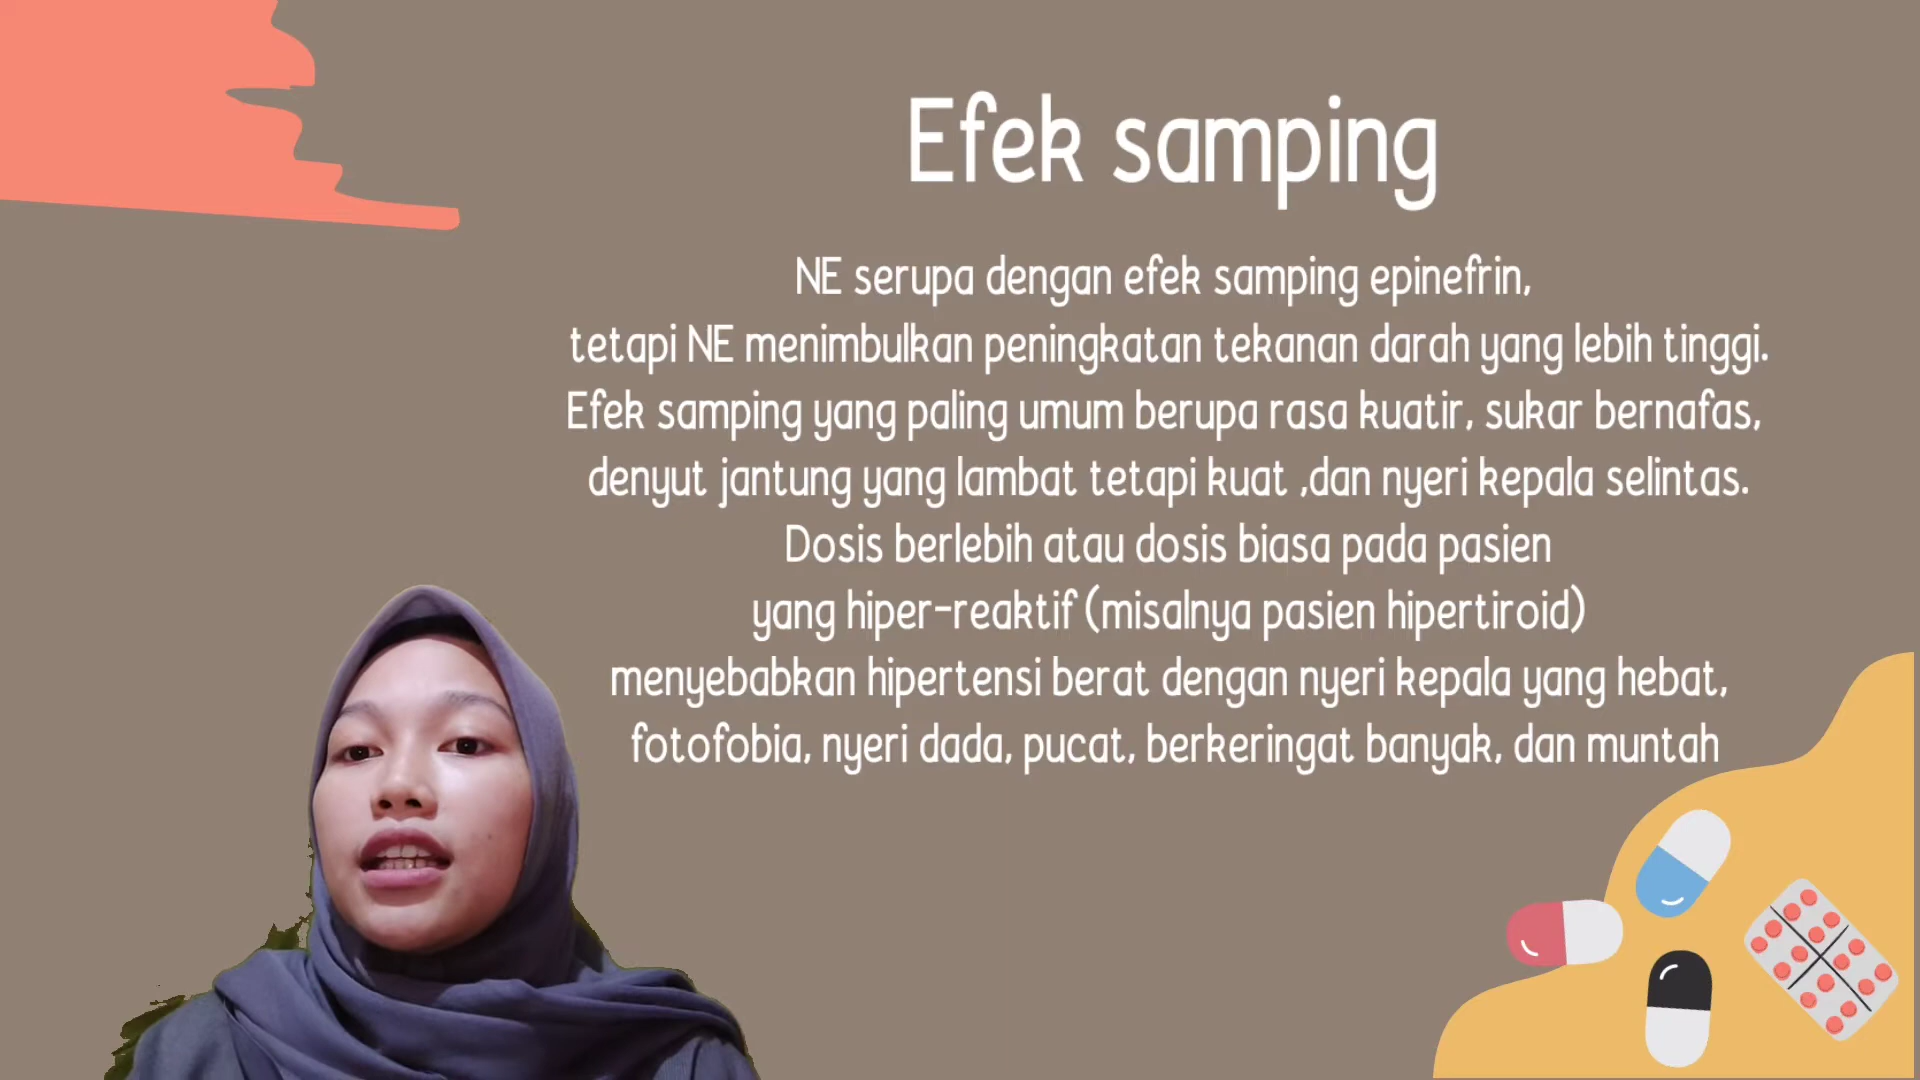 Efek samping
NE serupa dengan efek samping epinefrin,
tetapi NE menimbulkan peningkatan tekanan darah yang lebih tinggi.
Efek samping yang paling umum berupa rasa kuatir, sukar bernafas,
denyut jantung yang lambat tetapi kuat ,dan nyeri kepala selintas.
Dosis berlebih atau dosis biasa pada pasien
yang hiper-reaktif (misalnya pasien hipertiroid)
menyebabkan hipertensi berat dengan nyeri kepala yang hebat,
fotofobia, nyeri dada, pucat, berkeringat banyak, dan muntah